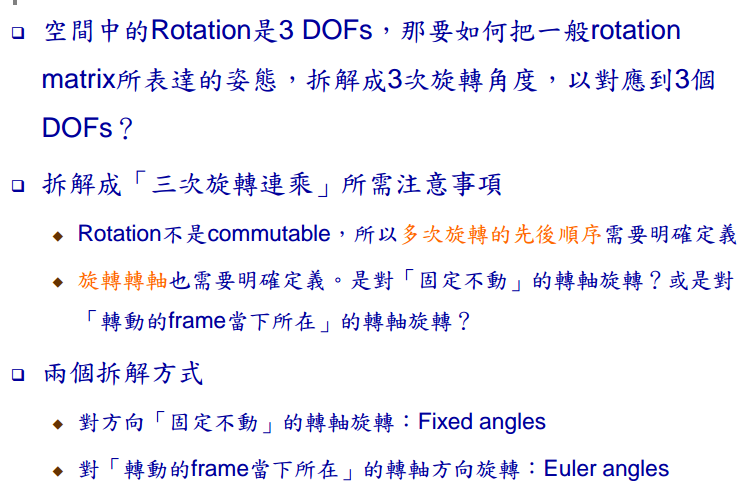 空間中的Rotation是3 DOFs，那要如何把一般rotation
matrix所表達的姿態，拆解成3次旋轉角度，以對應到3個
DOFs？
拆解成「三次旋轉連乘」所需注意事項
Rotation不是commutable，所以多次旋轉的先後順序需要明確定義
旋轉轉軸也需要明確定義。是對「固定不動」的轉軸旋轉？或是對
「轉動的frame當下所在」的轉軸旋轉？
兩個拆解方式
對方向「固定不動」的轉軸旋轉：Fixed angles
對「轉動的frame當下所在」的轉軸方向旋轉：Euler angles